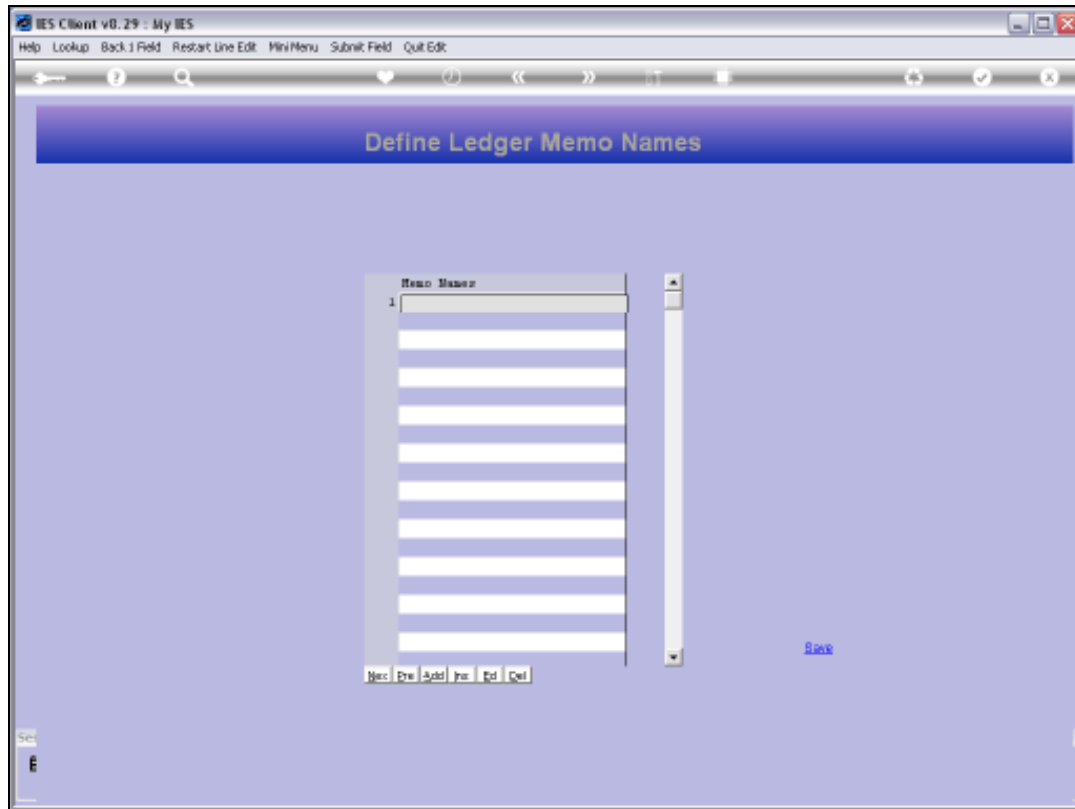 IES Client v8.29 : My IES
Help Lookup Back 1 Field Restart Line Edit MiniMenu Submit Field Quit Edit
Define Ledger Memo Names
Memo Names
1
Nex Pre Add Ins Ed Del
Save
Se
E